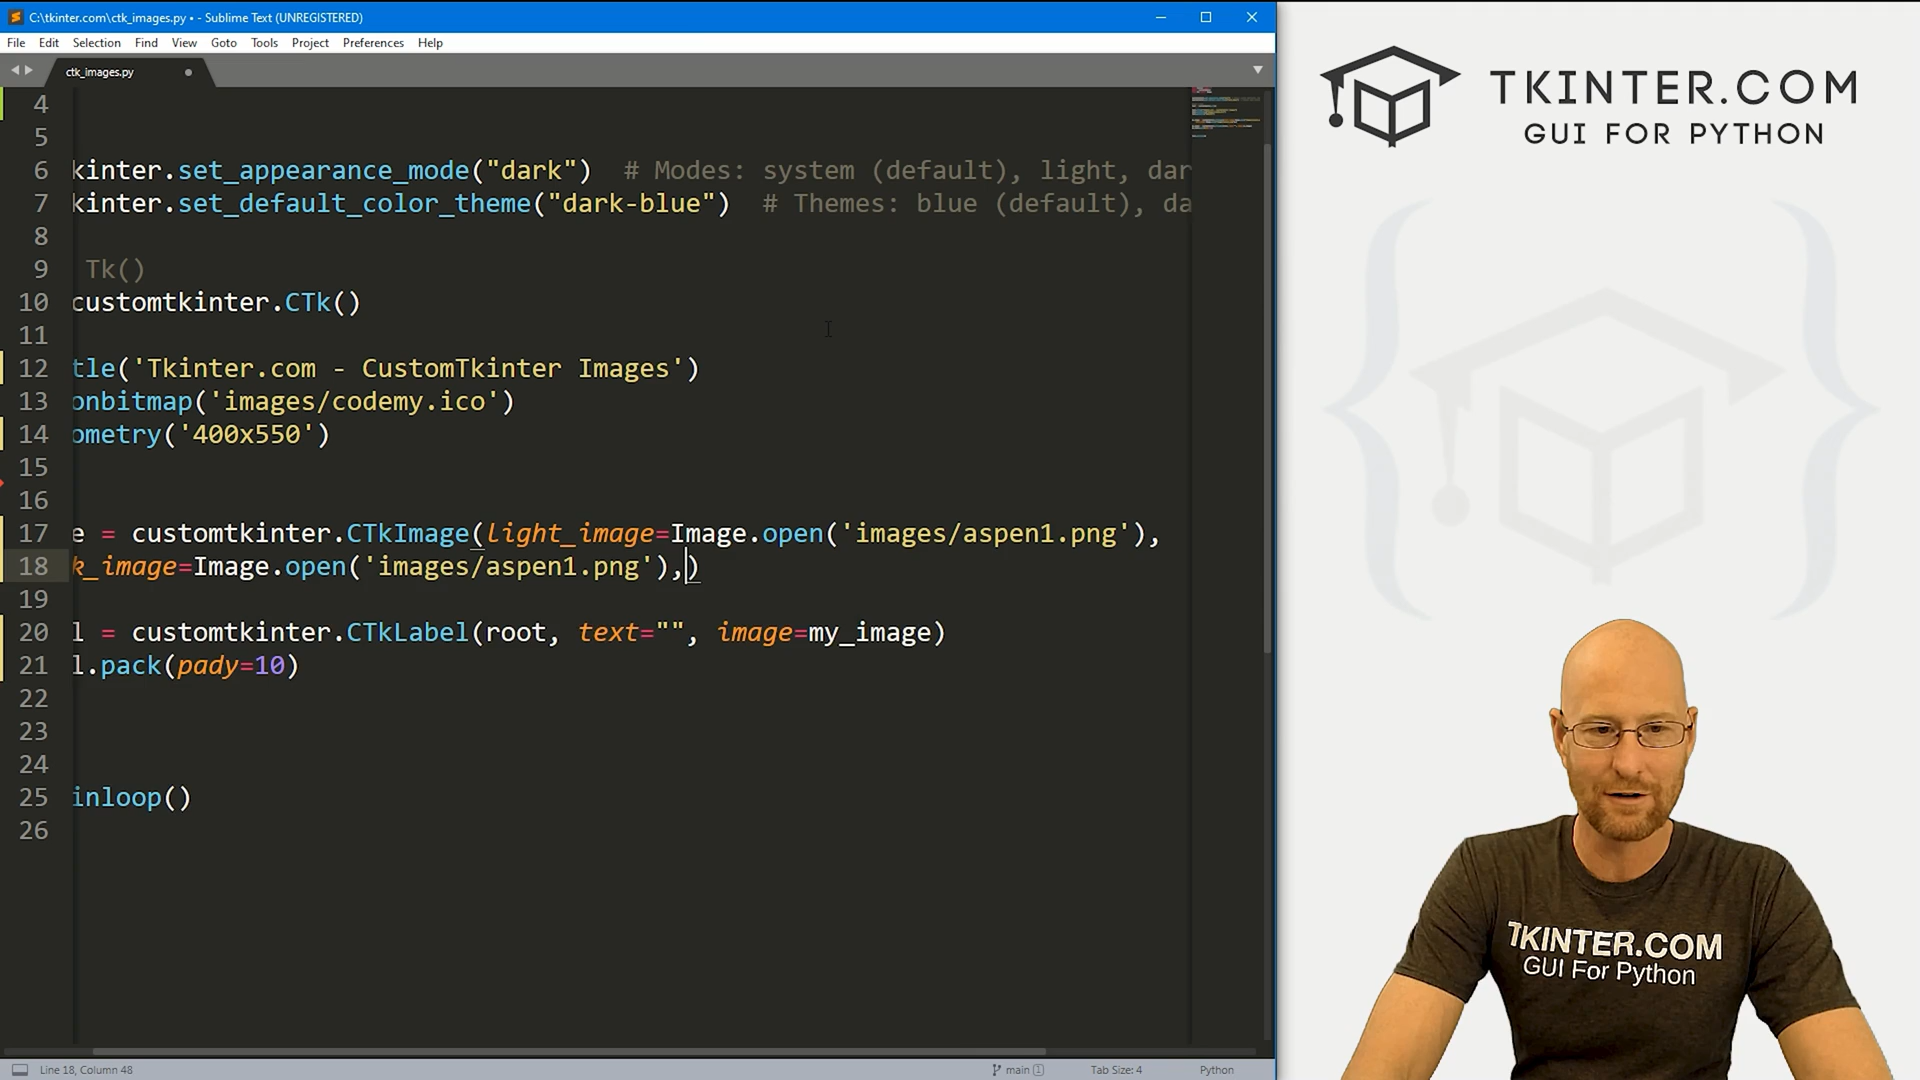 C:\tkinter.com\ctk_images.py • - Sublime Text (UNREGISTERED)
File Edit Selection Find View Goto Tools Project Preferences Help
ctk_images.py
4
5
6 kinter.set_appearance_mode("dark")  # Modes: system (default), light, dar
7 kinter.set_default_color_theme("dark-blue")  # Themes: blue (default), da
8
9 Tk()
10 customtkinter.CTk()
11
12 tle('Tkinter.com - CustomTkinter Images')
13 onbitmap('images/codemy.ico')
14 ometry('400x550')
15
16
17 e = customtkinter.CTkImage(light_image=Image.open('images/aspen1.png'),
18 k_image=Image.open('images/aspen1.png'),)
19
20 l = customtkinter.CTkLabel(root, text="", image=my_image)
21 l.pack(pady=10)
22
23
24
25 inloop()
26
Line 18, Column 48 main 1 Tab Size: 4 Python
TKINTER.COM
GUI FOR PYTHON
TKINTER.COM
GUI For Python